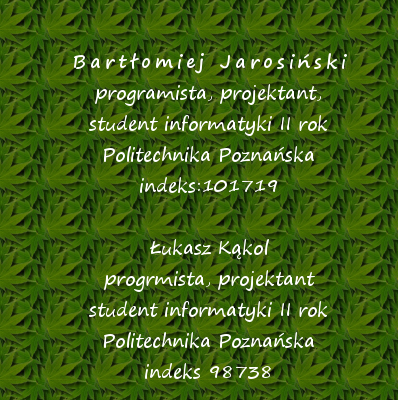 Bartłomiej Jarosiński
programista, projektant,
student informatyki II rok
Politechnika Poznańska
indeks:101719
Łukasz Kąkol
progrmista, projektant
student informatyki II rok
Politechnika Poznańska
indeks 98738